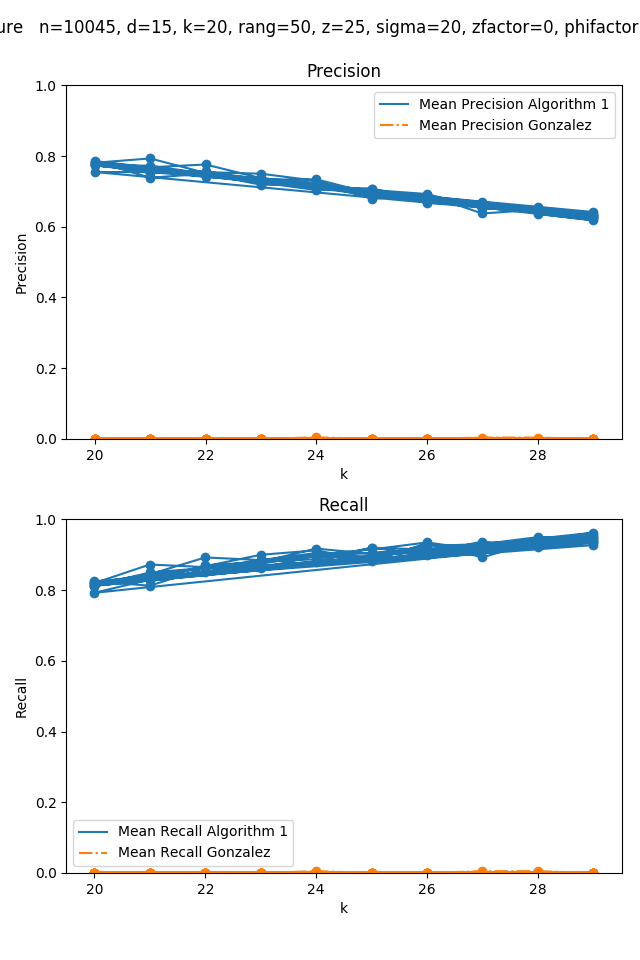 ure n=10045, d=15, k=20, rang=50, z=25, sigma=20, zfactor=0, phifactor
Precision
1.0
Mean Precision Algorithm 1
Mean Precision Gonzalez
0.8
0.6
Precision
0.4
0.2
0.0
20 22 24 26 28
k
Recall
1.0
0.8
0.6
Recall
0.4
0.2
Mean Recall Algorithm 1
Mean Recall Gonzalez
0.0
20 22 24 26 28
k